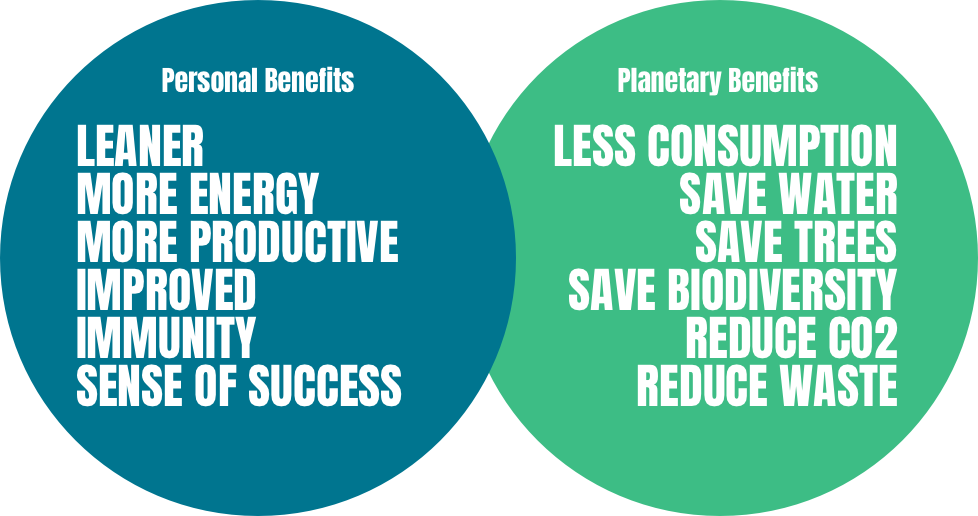 Personal Benefits
LEANER
MORE ENERGY
MORE PRODUCTIVE
IMPROVED
IMMUNITY
SENSE OF SUCCESS
Planetary Benefits
LESS CONSUMPTION
SAVE WATER
SAVE TREES
SAVE BIODIVERSITY
REDUCE CO2
REDUCE WASTE